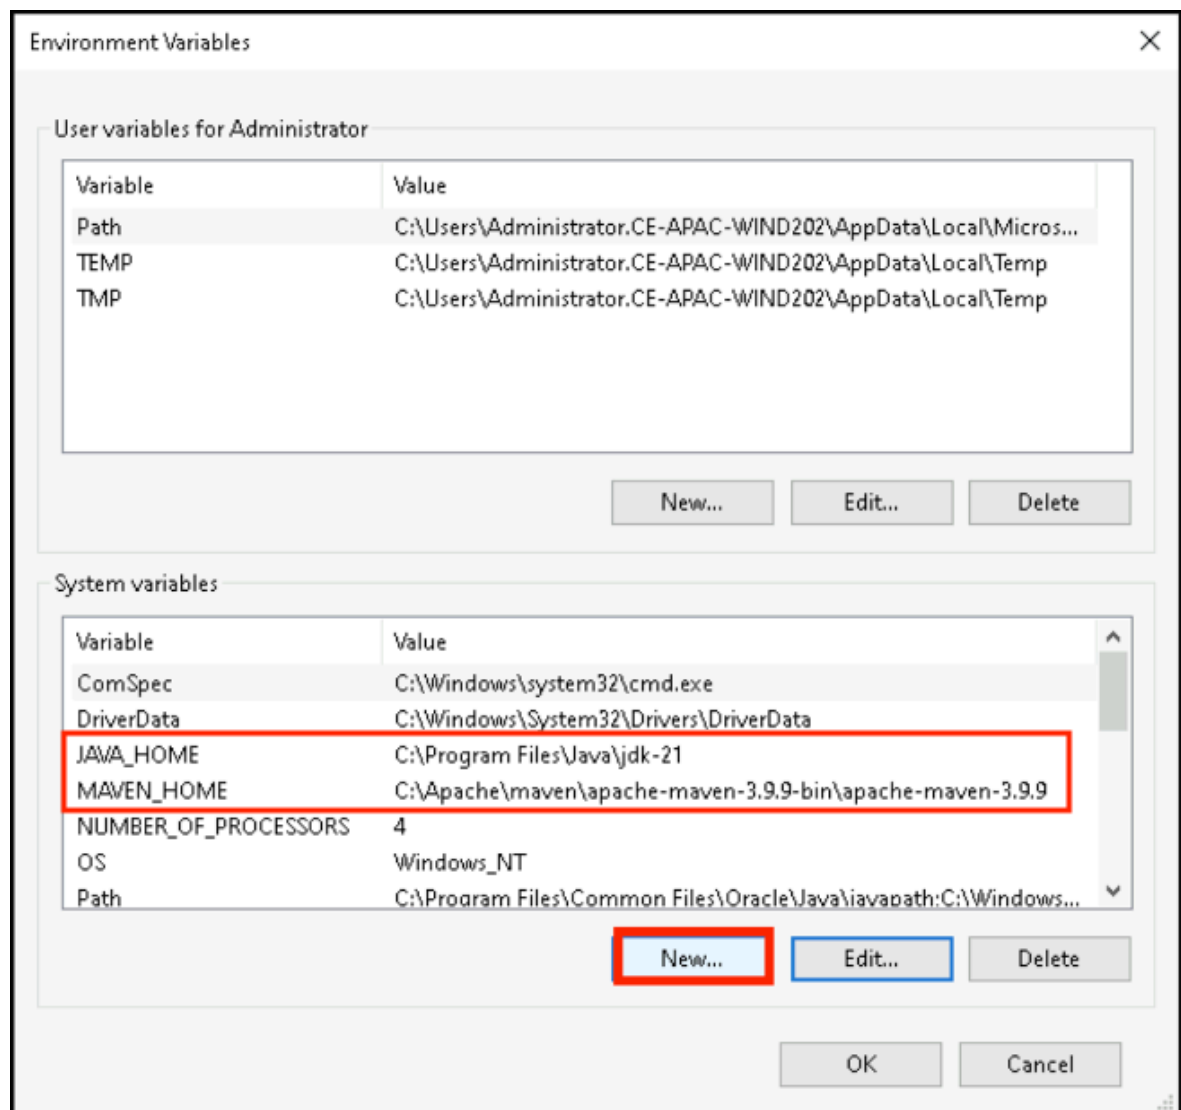 Environment Variables
User variables for Administrator
Variable Value
Path C:\Users\Administrator.CE-APAC-WIND202\AppData\Local\Micros...
TEMP C:\Users\Administrator.CE-APAC-WIND202\AppData\Local\Temp
TMP C:\Users\Administrator.CE-APAC-WIND202\AppData\Local\Temp
New... Edit... Delete
System variables
Variable Value
ComSpec C:\Windows\system32\cmd.exe
DriverData C:\Windows\System32\Drivers\DriverData
JAVA_HOME C:\Program Files\Java\jdk-21
MAVEN_HOME C:\Apache\maven\apache-maven-3.9.9-bin\apache-maven-3.9.9
NUMBER_OF_PROCESSORS 4
OS Windows_NT
Path C:\Program Files\Common Files\Oracle\Java\javapath;C:\Windows...
New... Edit... Delete
OK Cancel